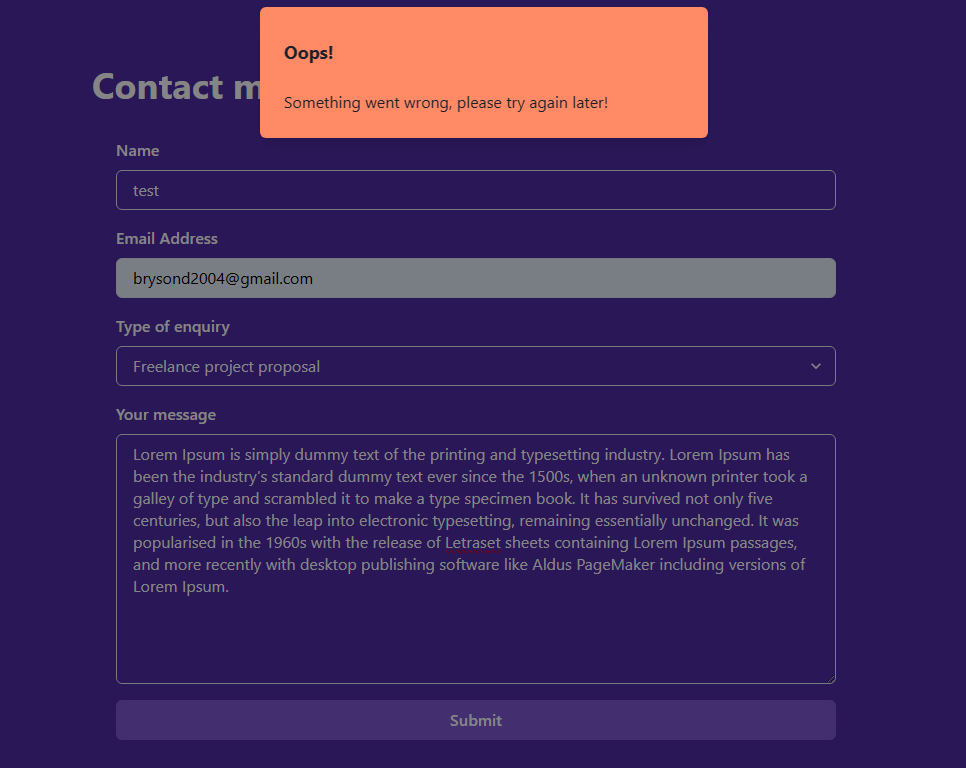 Oops!
Something went wrong, please try again later!
Contact m
Name
test
Email Address
brysond2004@gmail.com
Type of enquiry
Freelance project proposal
Your message
Lorem Ipsum is simply dummy text of the printing and typesetting industry. Lorem Ipsum has
been the industry's standard dummy text ever since the 1500s, when an unknown printer took a
galley of type and scrambled it to make a type specimen book. It has survived not only five
centuries, but also the leap into electronic typesetting, remaining essentially unchanged. It was
popularised in the 1960s with the release of Letraset sheets containing Lorem Ipsum passages,
and more recently with desktop publishing software like Aldus PageMaker including versions of
Lorem Ipsum.
Submit